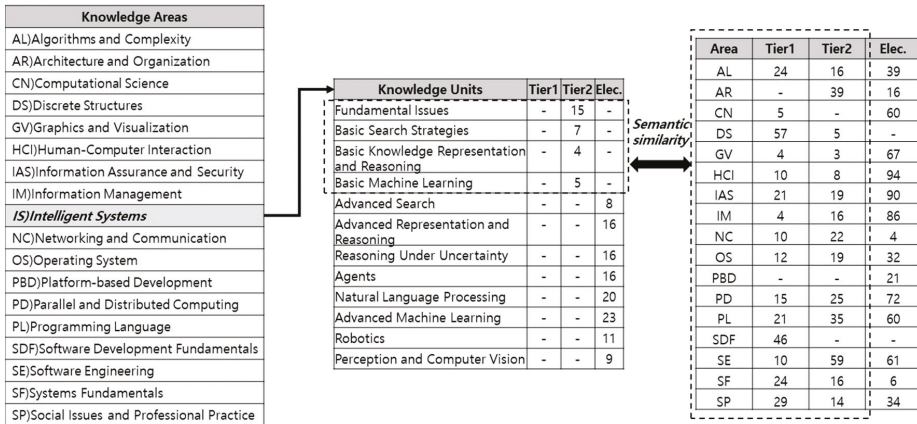 Knowledge Areas
AL)Algorithms and Complexity
AR)Architecture and Organization
CN)Computational Science
DS)Discrete Structures
GV)Graphics and Visualization
HCI)Human-Computer Interaction
IAS)Information Assurance and Security
IM)Information Management
IS)Intelligent Systems
NC)Networking and Communication
OS)Operating System
PBD)Platform-based Development
PD)Parallel and Distributed Computing
PL)Programming Language
SDF)Software Development Fundamentals
SE)Software Engineering
SF)Systems Fundamentals
SP)Social Issues and Professional Practice
Knowledge Units Tier1 Tier2 Elec.
Fundamental Issues - 15 -
Basic Search Strategies - 7 -
Basic Knowledge Representation
and Reasoning - 4 -
Basic Machine Learning - 5 -
Advanced Search - - 8
Advanced Representation and
Reasoning - - 16
Reasoning Under Uncertainty - - 16
Agents - - 16
Natural Language Processing - - 20
Advanced Machine Learning - - 23
Robotics - - 11
Perception and Computer Vision - - 9
Semantic
similarity
Area Tier1 Tier2 Elec.
AL 24 16 39
AR - 39 16
CN 5 - 60
DS 57 5 -
GV 4 3 67
HCI 10 8 94
IAS 21 19 90
IM 4 16 86
NC 10 22 4
OS 12 19 32
PBD - - 21
PD 15 25 72
PL 21 35 60
SDF 46 - -
SE 10 59 61
SF 24 16 6
SP 29 14 34